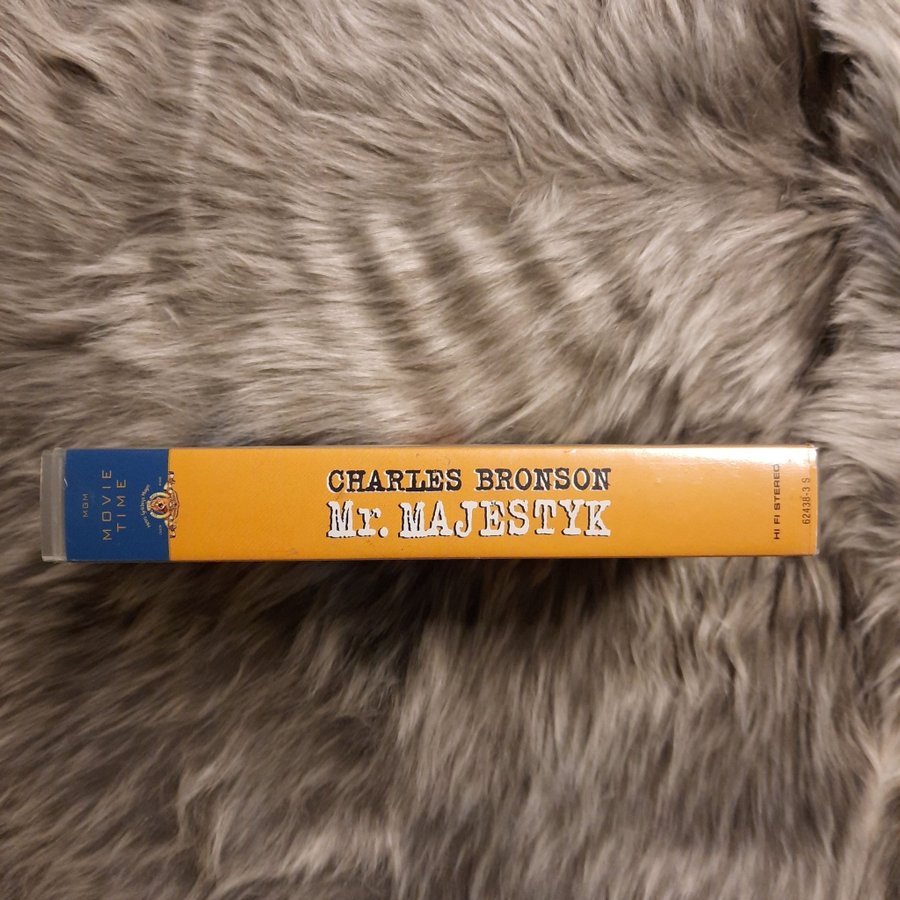 MGM
MOVIE
TIME
CHARLES BRONSON
Mr. MAJESTYK
HI FI STEREO
62438-3 S